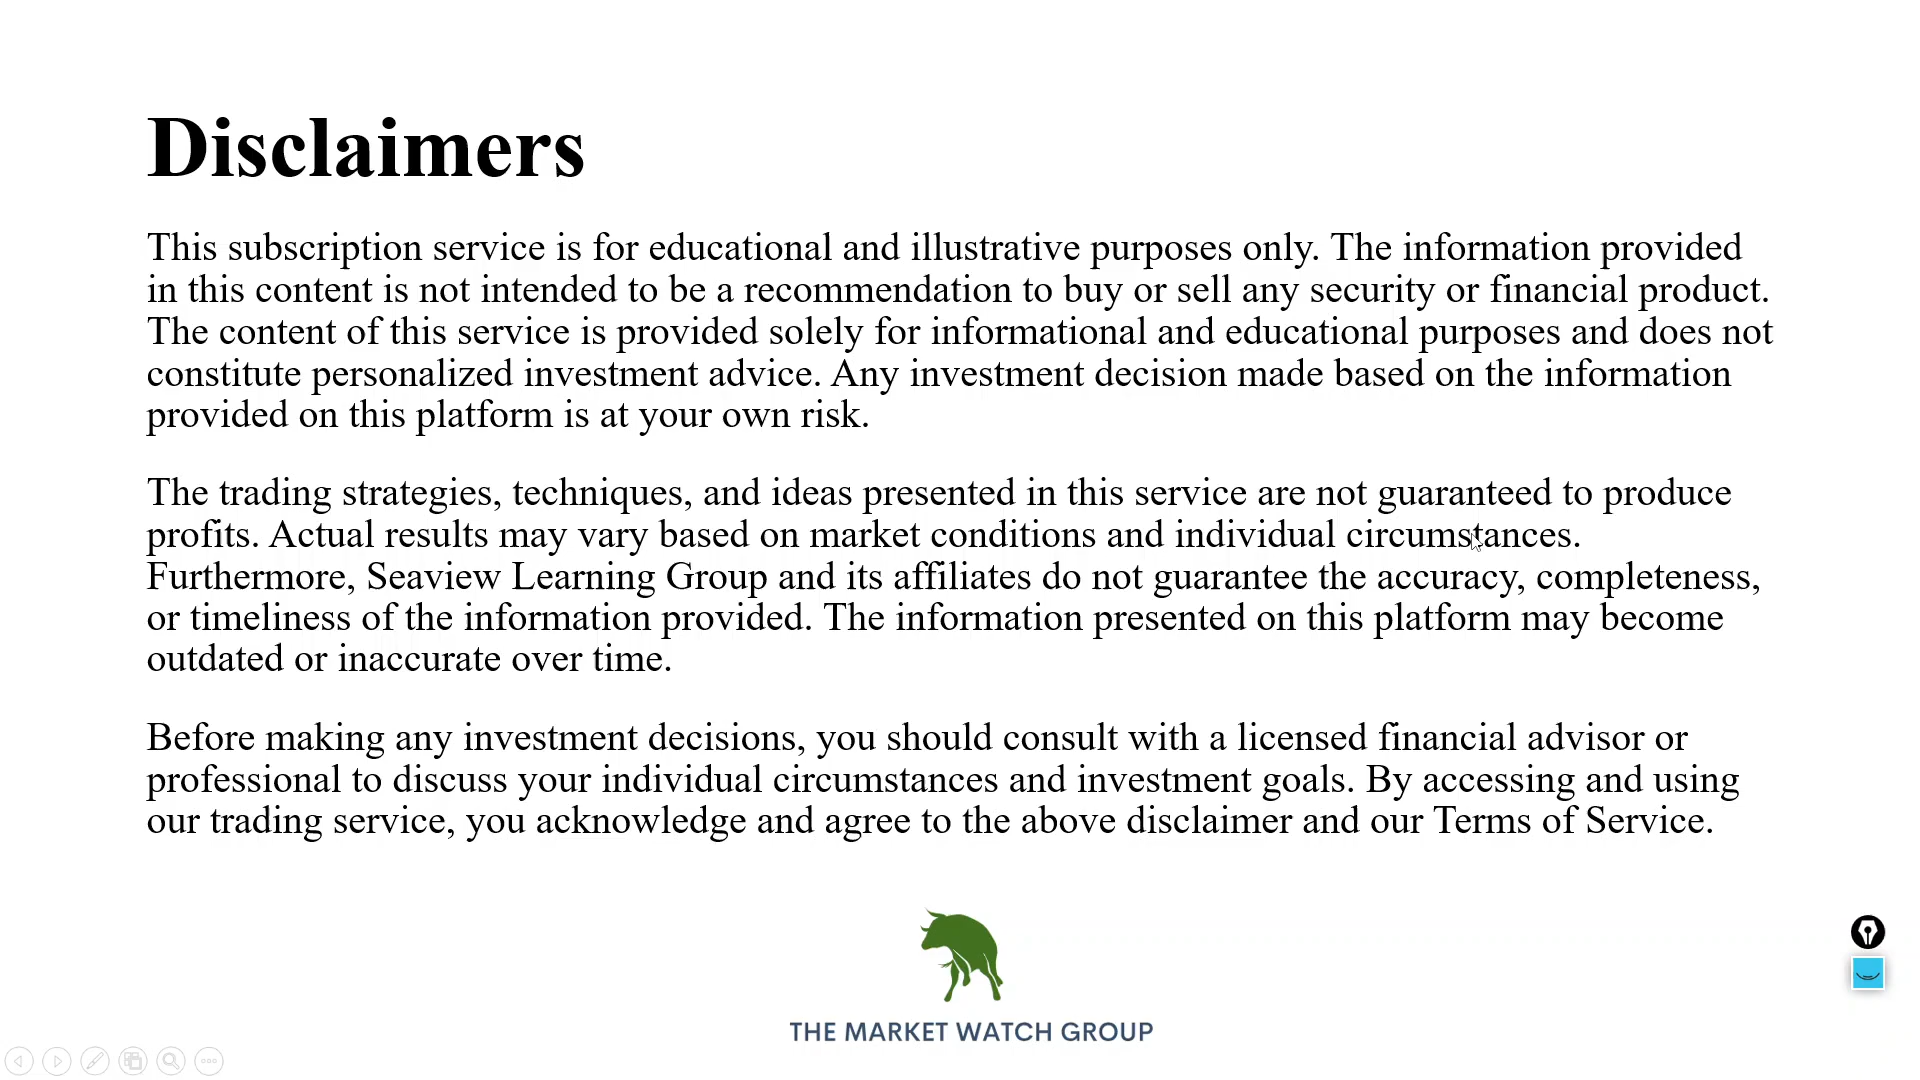 Disclaimers
This subscription service is for educational and illustrative purposes only. The information provided
in this content is not intended to be a recommendation to buy or sell any security or financial product.
The content of this service is provided solely for informational and educational purposes and does not
constitute personalized investment advice. Any investment decision made based on the information
provided on this platform is at your own risk.
The trading strategies, techniques, and ideas presented in this service are not guaranteed to produce
profits. Actual results may vary based on market conditions and individual circumstances.
Furthermore, Seaview Learning Group and its affiliates do not guarantee the accuracy, completeness,
or timeliness of the information provided. The information presented on this platform may become
outdated or inaccurate over time.
Before making any investment decisions, you should consult with a licensed financial advisor or
professional to discuss your individual circumstances and investment goals. By accessing and using
our trading service, you acknowledge and agree to the above disclaimer and our Terms of Service.
THE MARKET WATCH GROUP